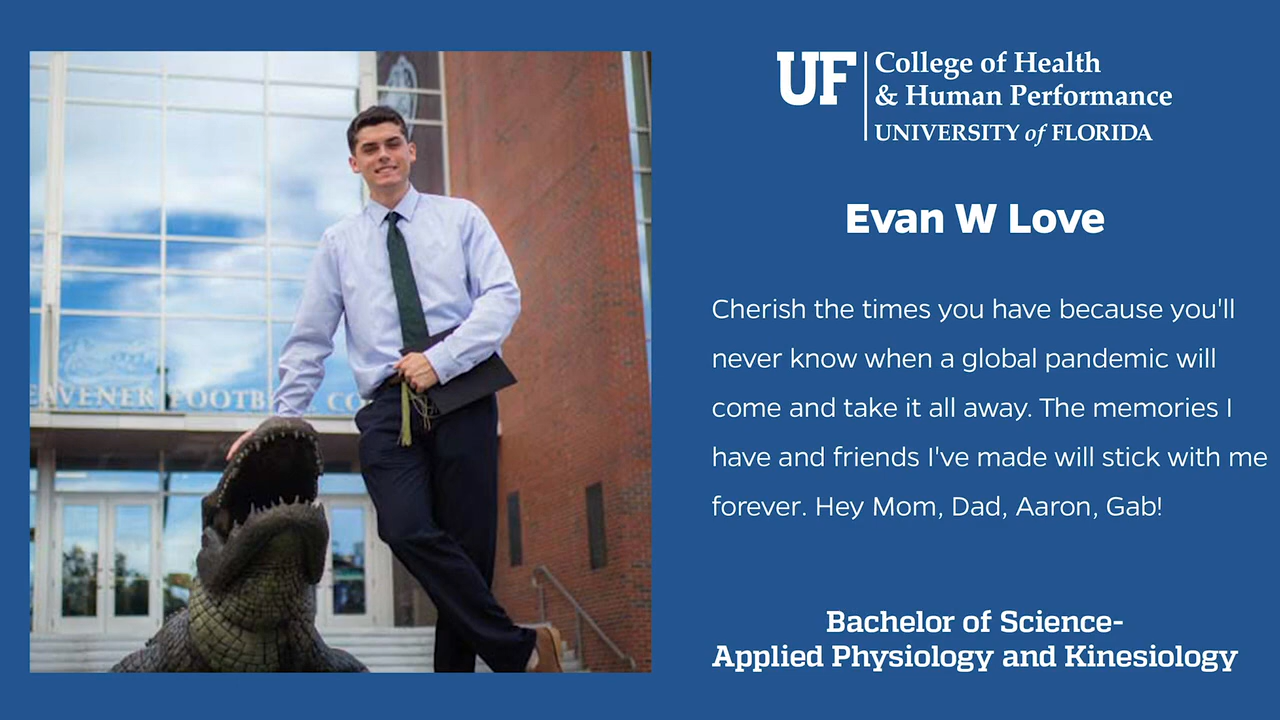 UF
College of Health
& Human Performance
UNIVERSITY of FLORIDA
Evan W Love
Cherish the times you have because you'll
never know when a global pandemic will
come and take it all away. The memories I
have and friends I've made will stick with me
forever. Hey Mom, Dad, Aaron, Gab!
Bachelor of Science-
Applied Physiology and Kinesiology
EAVENER FOOTB